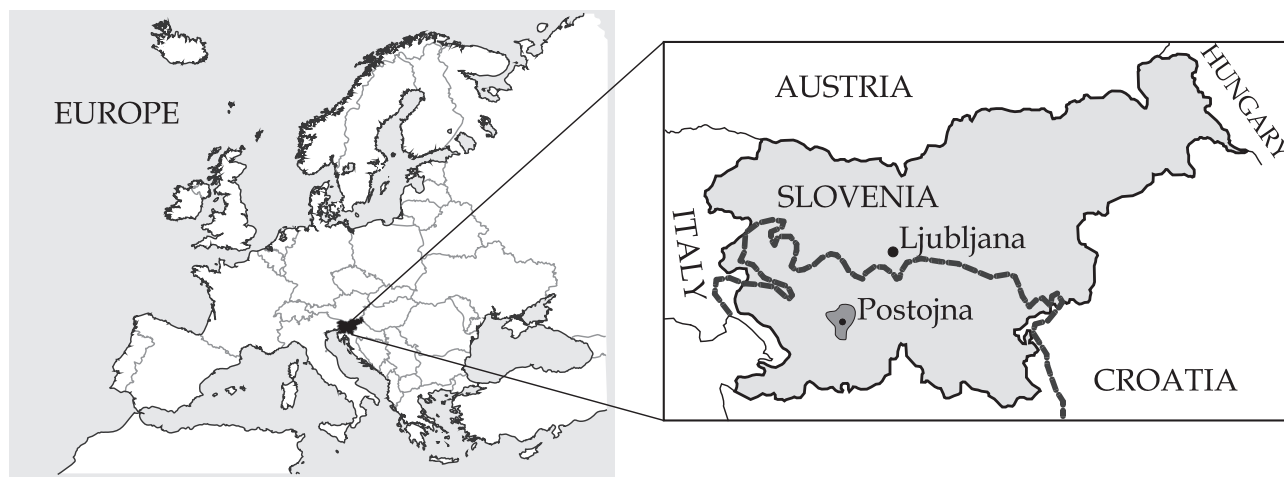 EUROPE
AUSTRIA
HUNGARY
SLOVENIA
ITALY
Ljubljana
Postojna
CROATIA